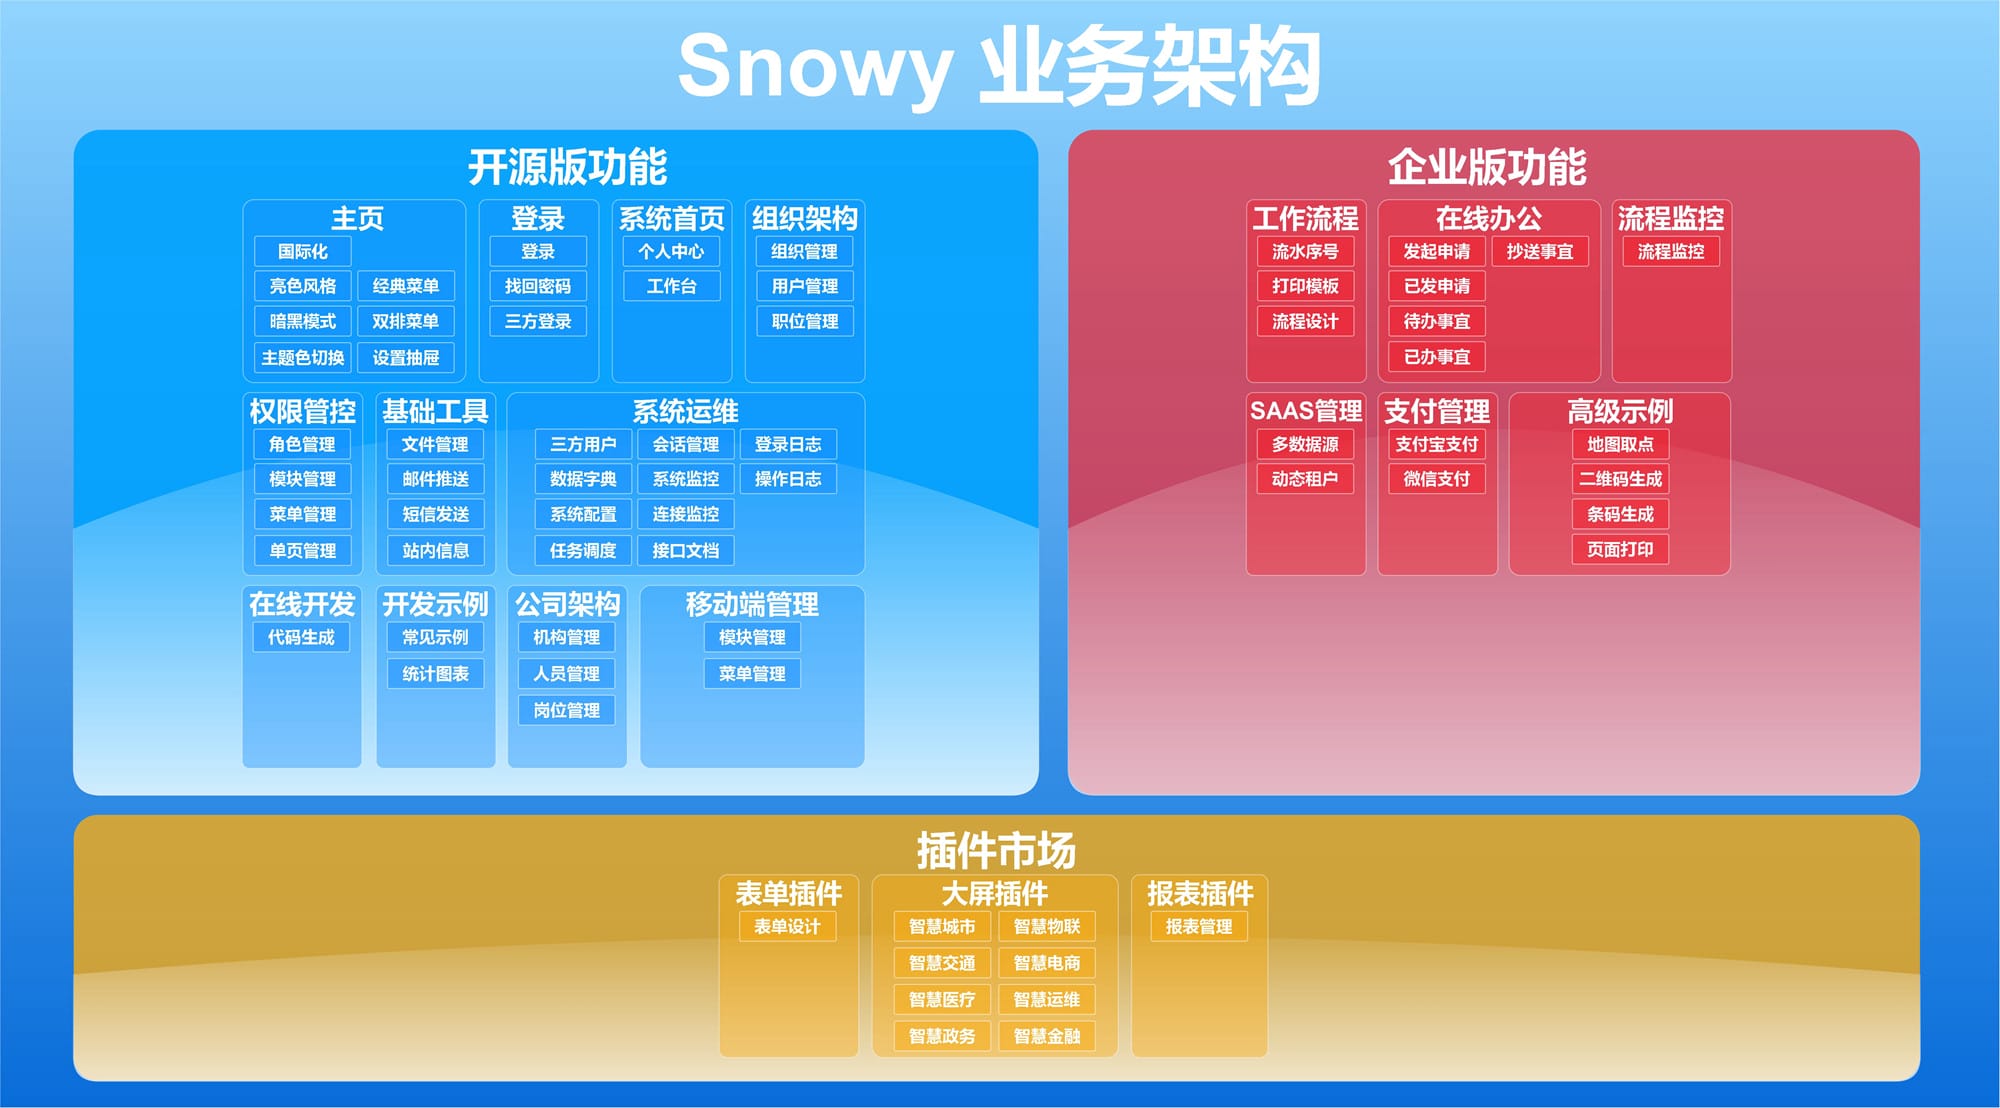 Snowy 业务架构
开源版功能
主页
国际化
亮色风格 经典菜单
暗黑模式 双排菜单
主题色切换 设置抽屉
登录
登录
找回密码
三方登录
系统首页
个人中心
工作台
组织架构
组织管理
用户管理
职位管理
权限管控
角色管理
模块管理
菜单管理
单页管理
基础工具
文件管理
邮件推送
短信发送
站内信息
系统运维
三方用户 会话管理 登录日志
数据字典 系统监控 操作日志
系统配置 连接监控
任务调度 接口文档
在线开发
代码生成
开发示例
常见示例
统计图表
公司架构
机构管理
人员管理
岗位管理
移动端管理
模块管理
菜单管理
企业版功能
工作流程
流水序号
打印模板
流程设计
在线办公
发起申请 抄送事宜
已发申请
待办事宜
已办事宜
流程监控
流程监控
SAAS管理
多数据源
动态租户
支付管理
支付宝支付
微信支付
高级示例
地图取点
二维码生成
条码生成
页面打印
插件市场
表单插件
表单设计
大屏插件
智慧城市 智慧物联
智慧交通 智慧电商
智慧医疗 智慧运维
智慧政务 智慧金融
报表插件
报表管理